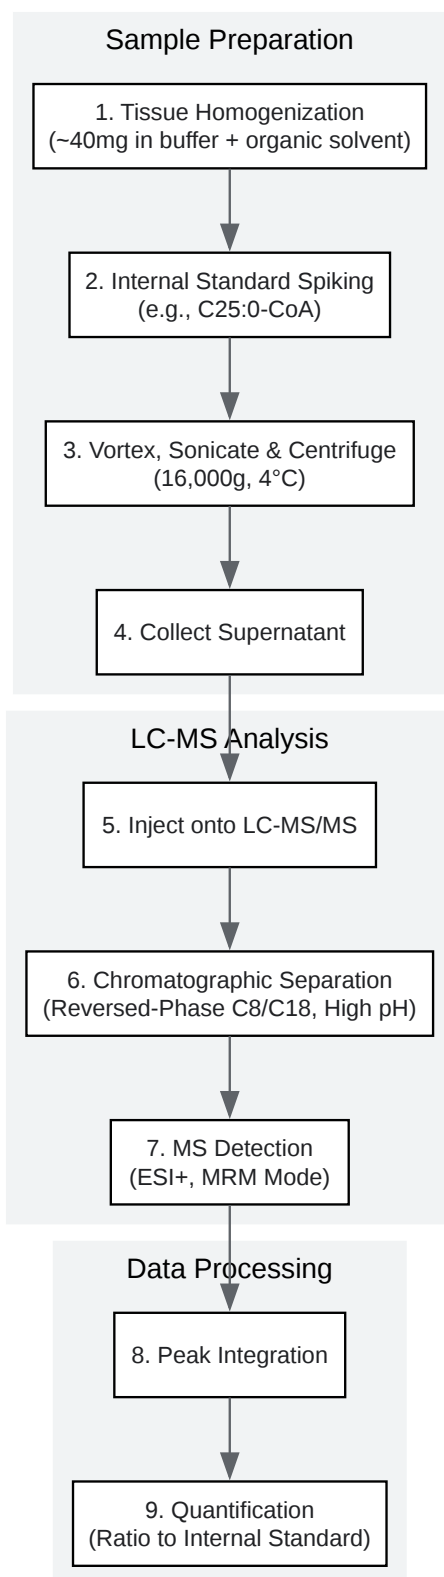 Sample Preparation
1. Tissue Homogenization
(~40mg in buffer + organic solvent)
2. Internal Standard Spiking
(e.g., C25:0-CoA)
3. Vortex, Sonicate & Centrifuge
(16,000g, 4°C)
4. Collect Supernatant
LC-MS Analysis
5. Inject onto LC-MS/MS
6. Chromatographic Separation
(Reversed-Phase C8/C18, High pH)
7. MS Detection
(ESI+, MRM Mode)
Data Processing
8. Peak Integration
9. Quantification
(Ratio to Internal Standard)